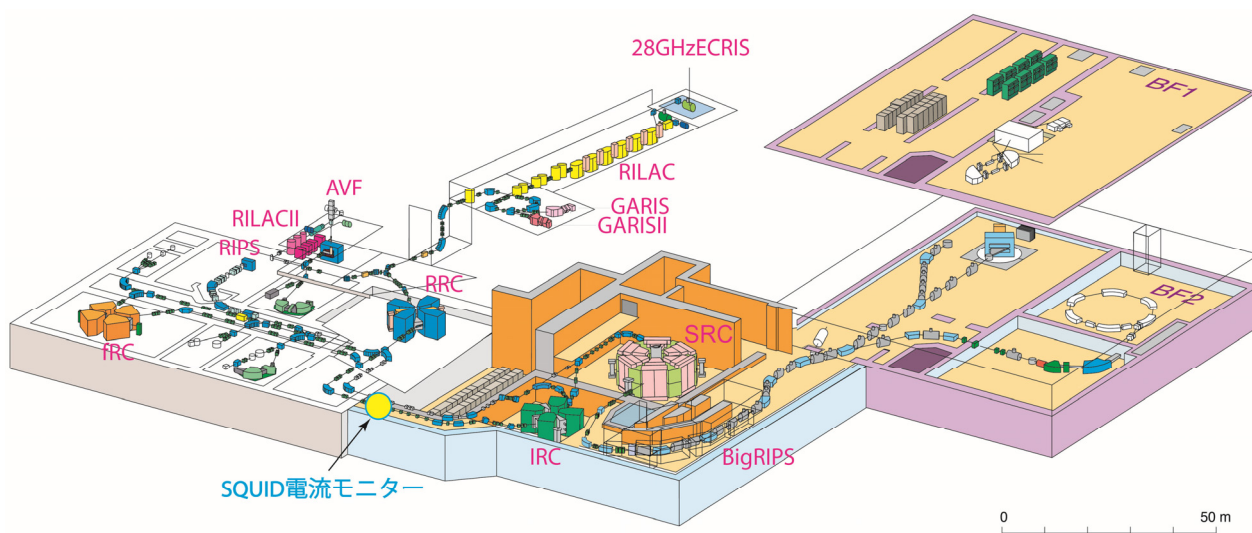 28GHzECRIS
BF1
RILAC
AVF
GARIS
GARISII
RILACII
RIPS
RRC
BF2
fRC
SRC
IRC
BigRIPS
SQUID電流モニター
0
50 m